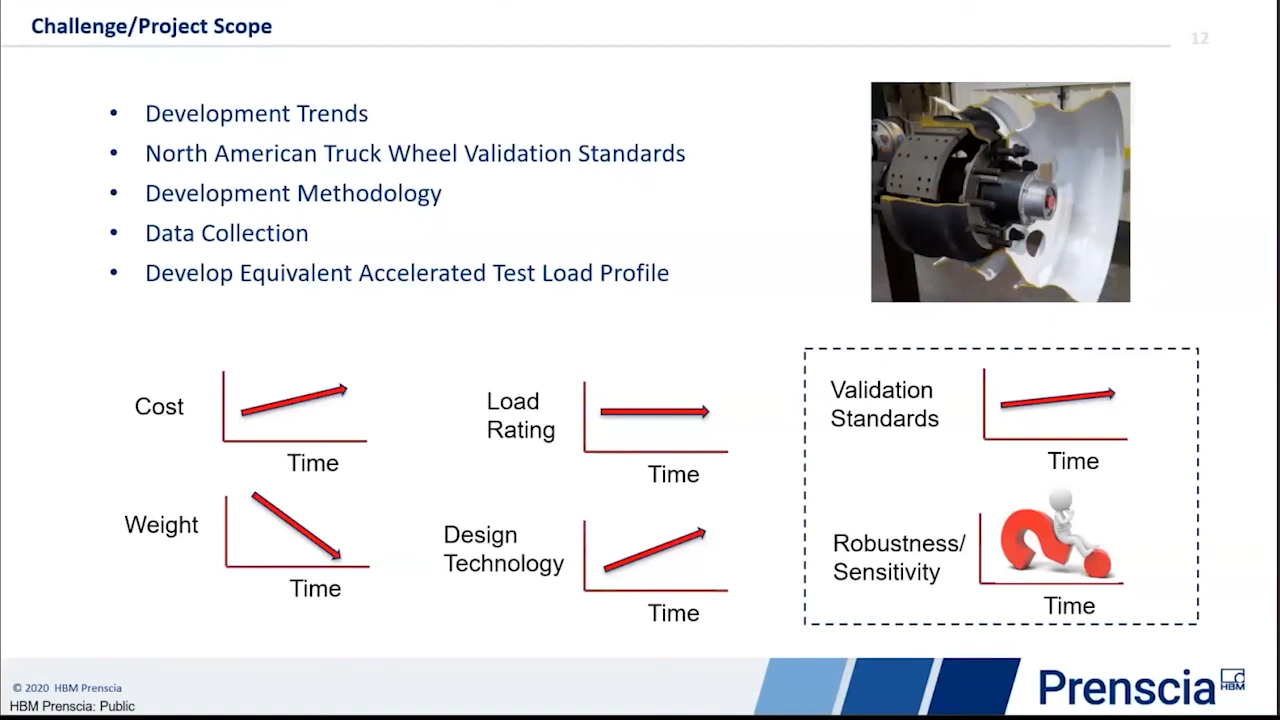 Challenge/Project Scope
12
• Development Trends
• North American Truck Wheel Validation Standards
• Development Methodology
• Data Collection
• Develop Equivalent Accelerated Test Load Profile
Cost
Time
Load
Rating
Time
Validation
Standards
Time
Weight
Time
Design
Technology
Time
Robustness/
Sensitivity
Time
© 2020 HBM Prenscia
HBM Prenscia: Public
Prenscia
HBM